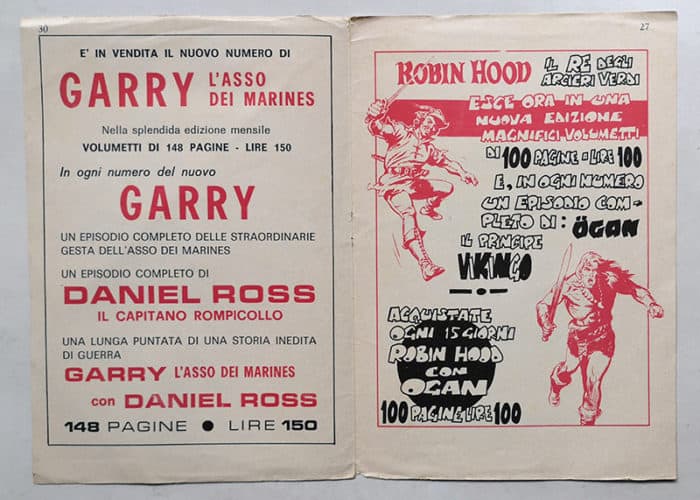 30
E' IN VENDITA IL NUOVO NUMERO DI
GARRY L'ASSO
DEI MARINES
Nella splendida edizione mensile
VOLUMETTI DI 148 PAGINE - LIRE 150
In ogni numero del nuovo
GARRY
UN EPISODIO COMPLETO DELLE STRAORDINARIE
GESTA DELL'ASSO DEI MARINES
UN EPISODIO COMPLETO DI
DANIEL ROSS
IL CAPITANO ROMPICOLLO
UNA LUNGA PUNTATA DI UNA STORIA INEDITA
DI GUERRA
GARRY L'ASSO DEI MARINES
con DANIEL ROSS
148 PAGINE ● LIRE 150
27
ROBIN HOOD IL RE DEGLI
ARCIERI VERDI
ESCE ORA IN UNA
NUOVA EDIZIONE
MAGNIFICI VOLUMETTI
DI 100 PAGINE = LIRE 100
E, IN OGNI NUMERO
UN EPISODIO COM-
PLETO DI: ÖGAN
IL PRINCIPE
VIKINGO
ACQUISTATE
OGNI 15 GIORNI
ROBIN HOOD
CON
OGAN
100 PAGINE LIRE 100